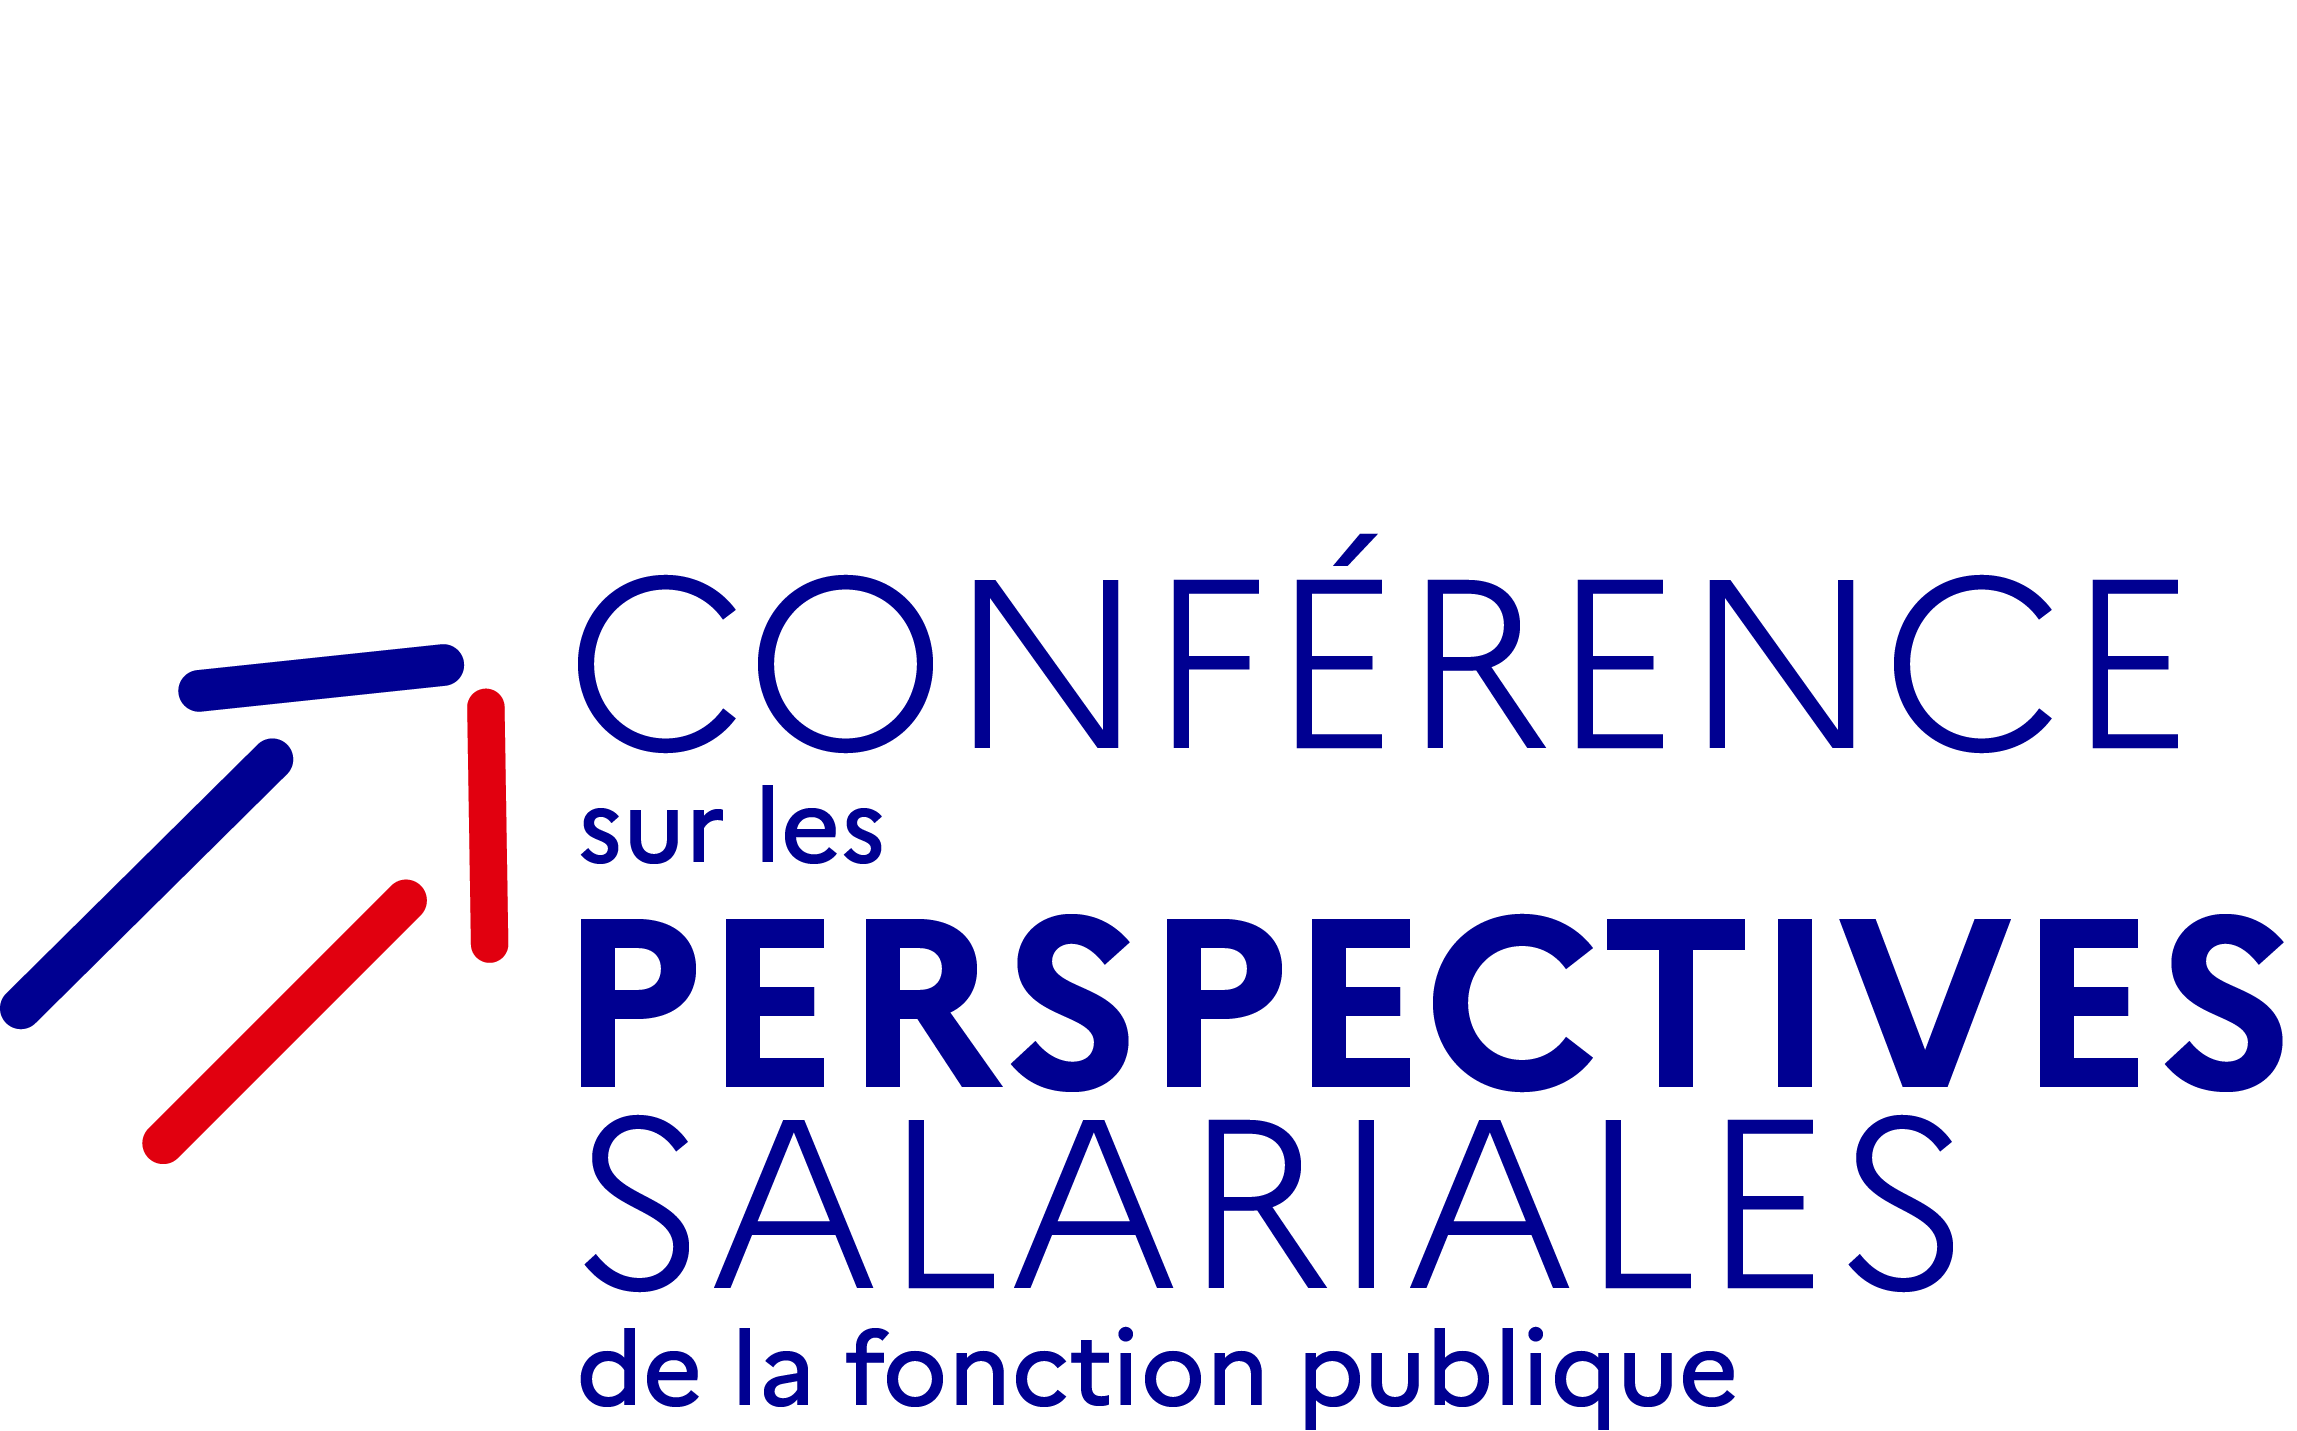 CONFÉRENCE
sur les
PERSPECTIVES
SALARIALES
de la fonction publique